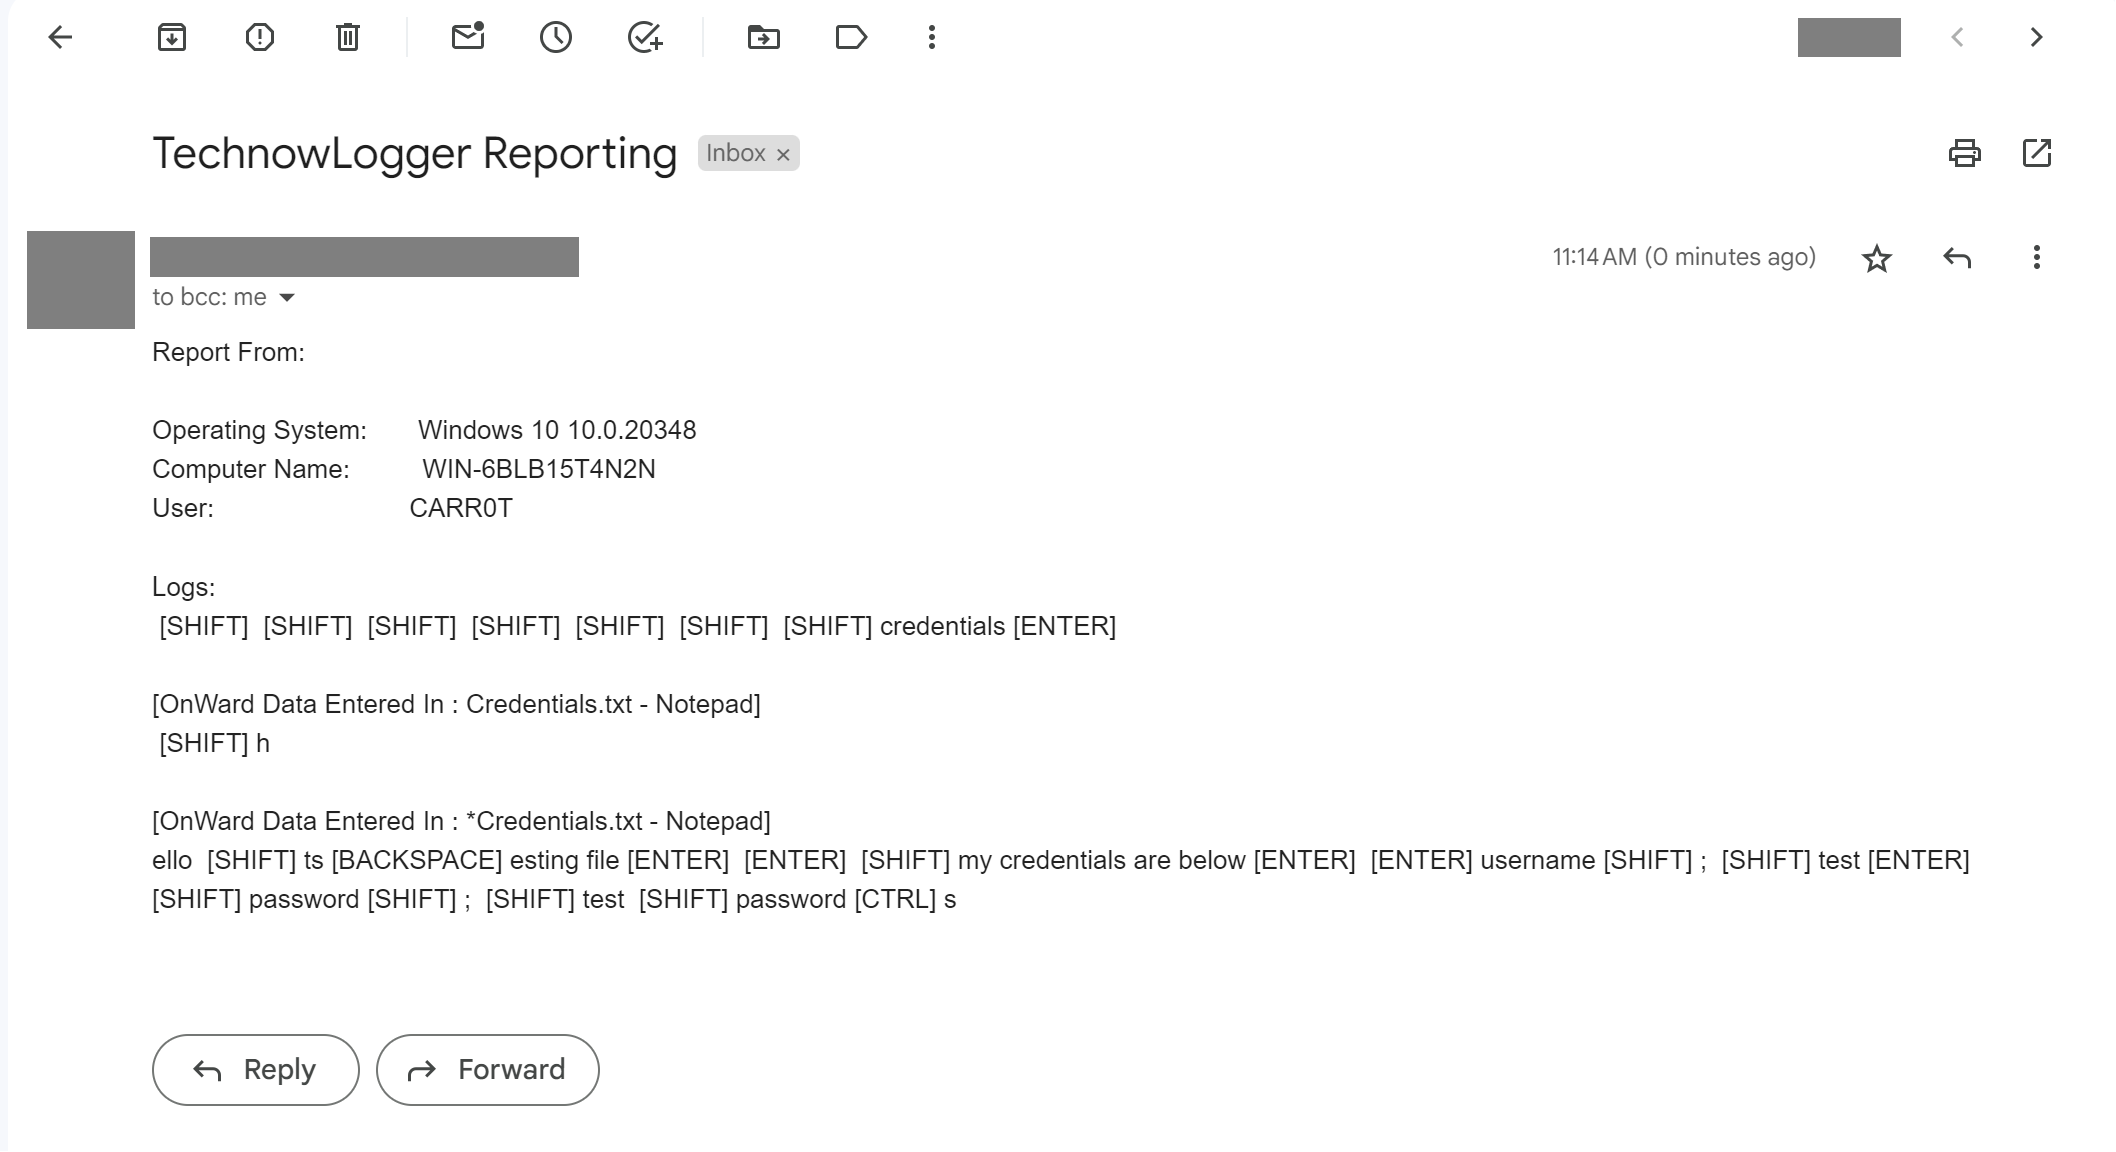 TechnowLogger Reporting Inbox ×
11:14 AM (0 minutes ago)
to bcc: me
Report From:
Operating System: Windows 10 10.0.20348
Computer Name: WIN-6BLB15T4N2N
User: CARR0T
Logs:
[SHIFT] [SHIFT] [SHIFT] [SHIFT] [SHIFT] [SHIFT] [SHIFT] credentials [ENTER]
[OnWard Data Entered In : Credentials.txt - Notepad]
[SHIFT] h
[OnWard Data Entered In : *Credentials.txt - Notepad]
ello [SHIFT] ts [BACKSPACE] esting file [ENTER] [ENTER] [SHIFT] my credentials are below [ENTER] [ENTER] username [SHIFT] ; [SHIFT] test [ENTER]
[SHIFT] password [SHIFT] ; [SHIFT] test [SHIFT] password [CTRL] s
Reply Forward